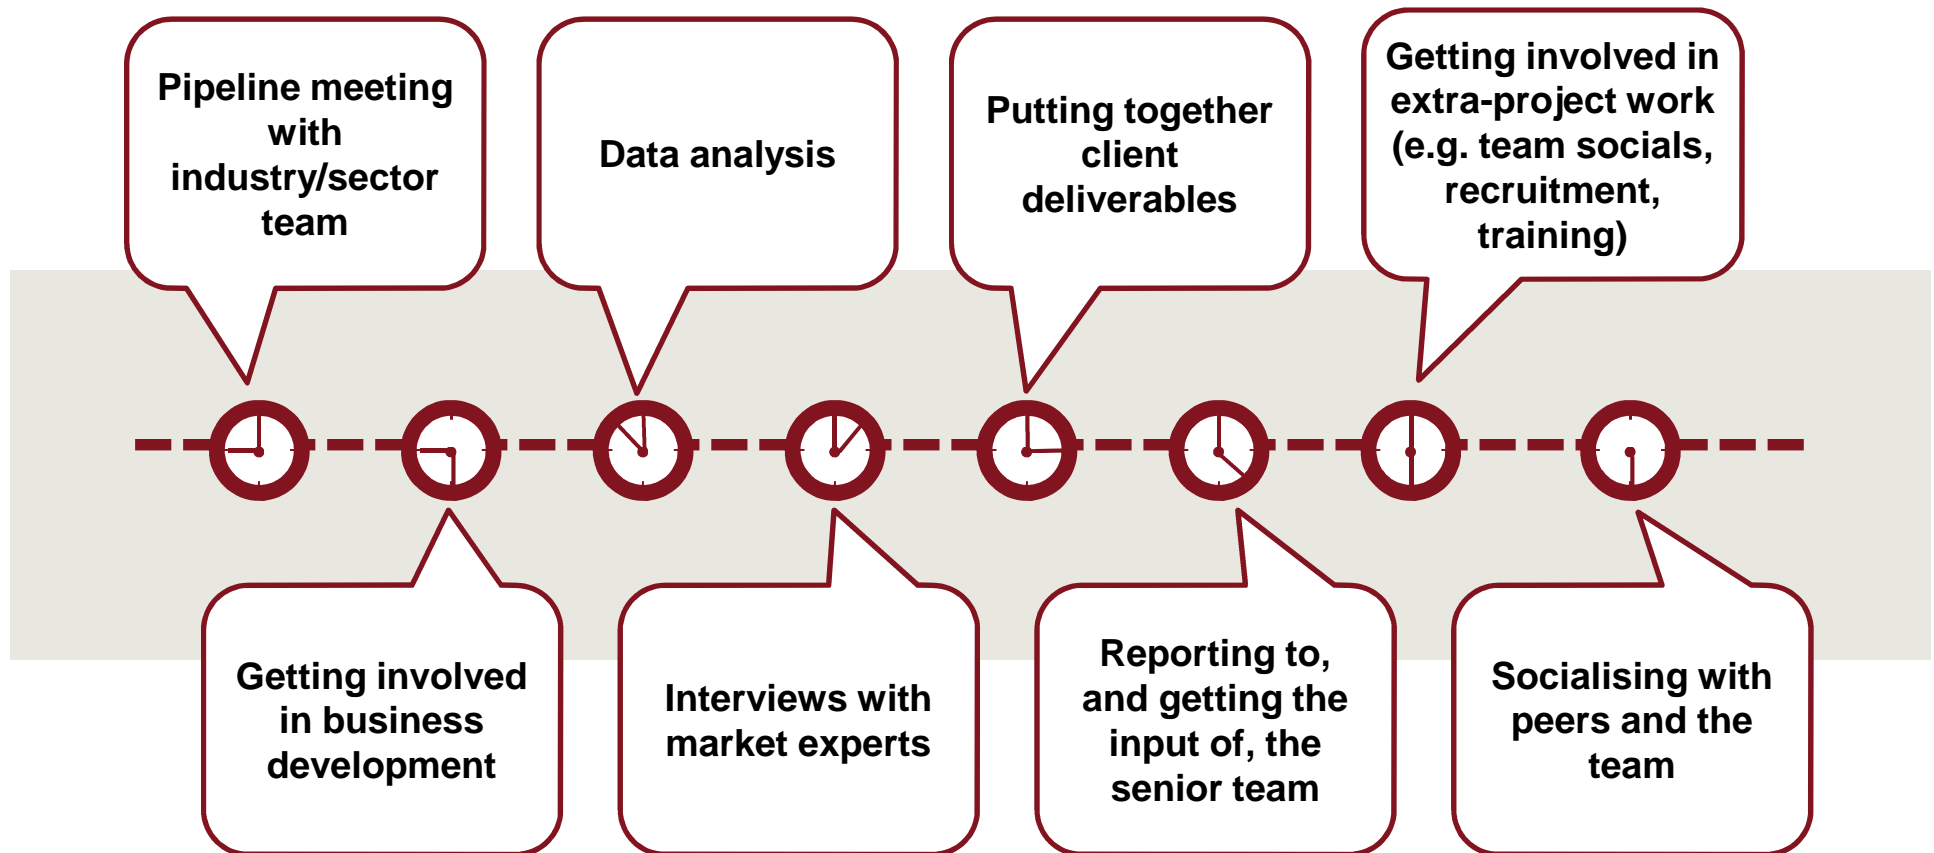 Pipeline meeting
with
industry/sector
team
Data analysis
Putting together
client
deliverables
Getting involved in
extra-project work
(e.g. team socials,
recruitment,
training)
Getting involved
in business
development
Interviews with
market experts
Reporting to,
and getting the
input of, the
senior team
Socialising with
peers and the
team